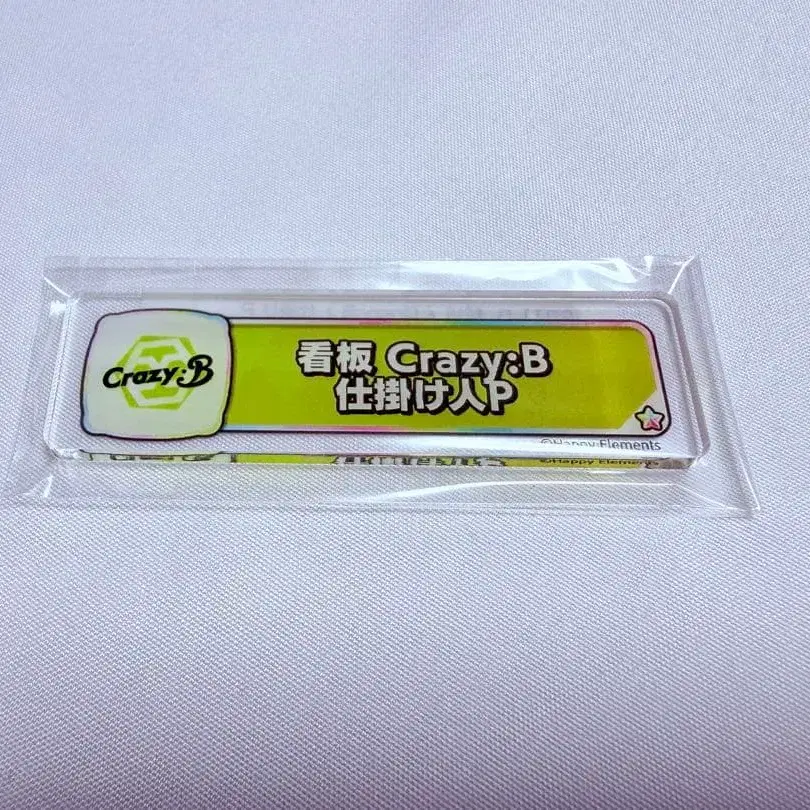 Crazy:B
看板 Crazy:B
仕掛け人P
©Happy Elements